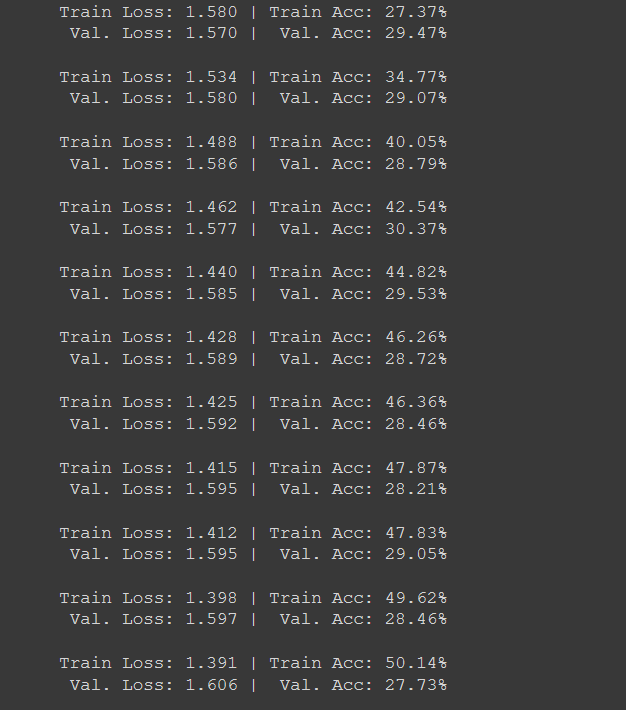 Train Loss: 1.580 | Train Acc: 27.37%
Val. Loss: 1.570 | Val. Acc: 29.47%
Train Loss: 1.534 | Train Acc: 34.77%
Val. Loss: 1.580 | Val. Acc: 29.07%
Train Loss: 1.488 | Train Acc: 40.05%
Val. Loss: 1.586 | Val. Acc: 28.79%
Train Loss: 1.462 | Train Acc: 42.54%
Val. Loss: 1.577 | Val. Acc: 30.37%
Train Loss: 1.440 | Train Acc: 44.82%
Val. Loss: 1.585 | Val. Acc: 29.53%
Train Loss: 1.428 | Train Acc: 46.26%
Val. Loss: 1.589 | Val. Acc: 28.72%
Train Loss: 1.425 | Train Acc: 46.36%
Val. Loss: 1.592 | Val. Acc: 28.46%
Train Loss: 1.415 | Train Acc: 47.87%
Val. Loss: 1.595 | Val. Acc: 28.21%
Train Loss: 1.412 | Train Acc: 47.83%
Val. Loss: 1.595 | Val. Acc: 29.05%
Train Loss: 1.398 | Train Acc: 49.62%
Val. Loss: 1.597 | Val. Acc: 28.46%
Train Loss: 1.391 | Train Acc: 50.14%
Val. Loss: 1.606 | Val. Acc: 27.73%